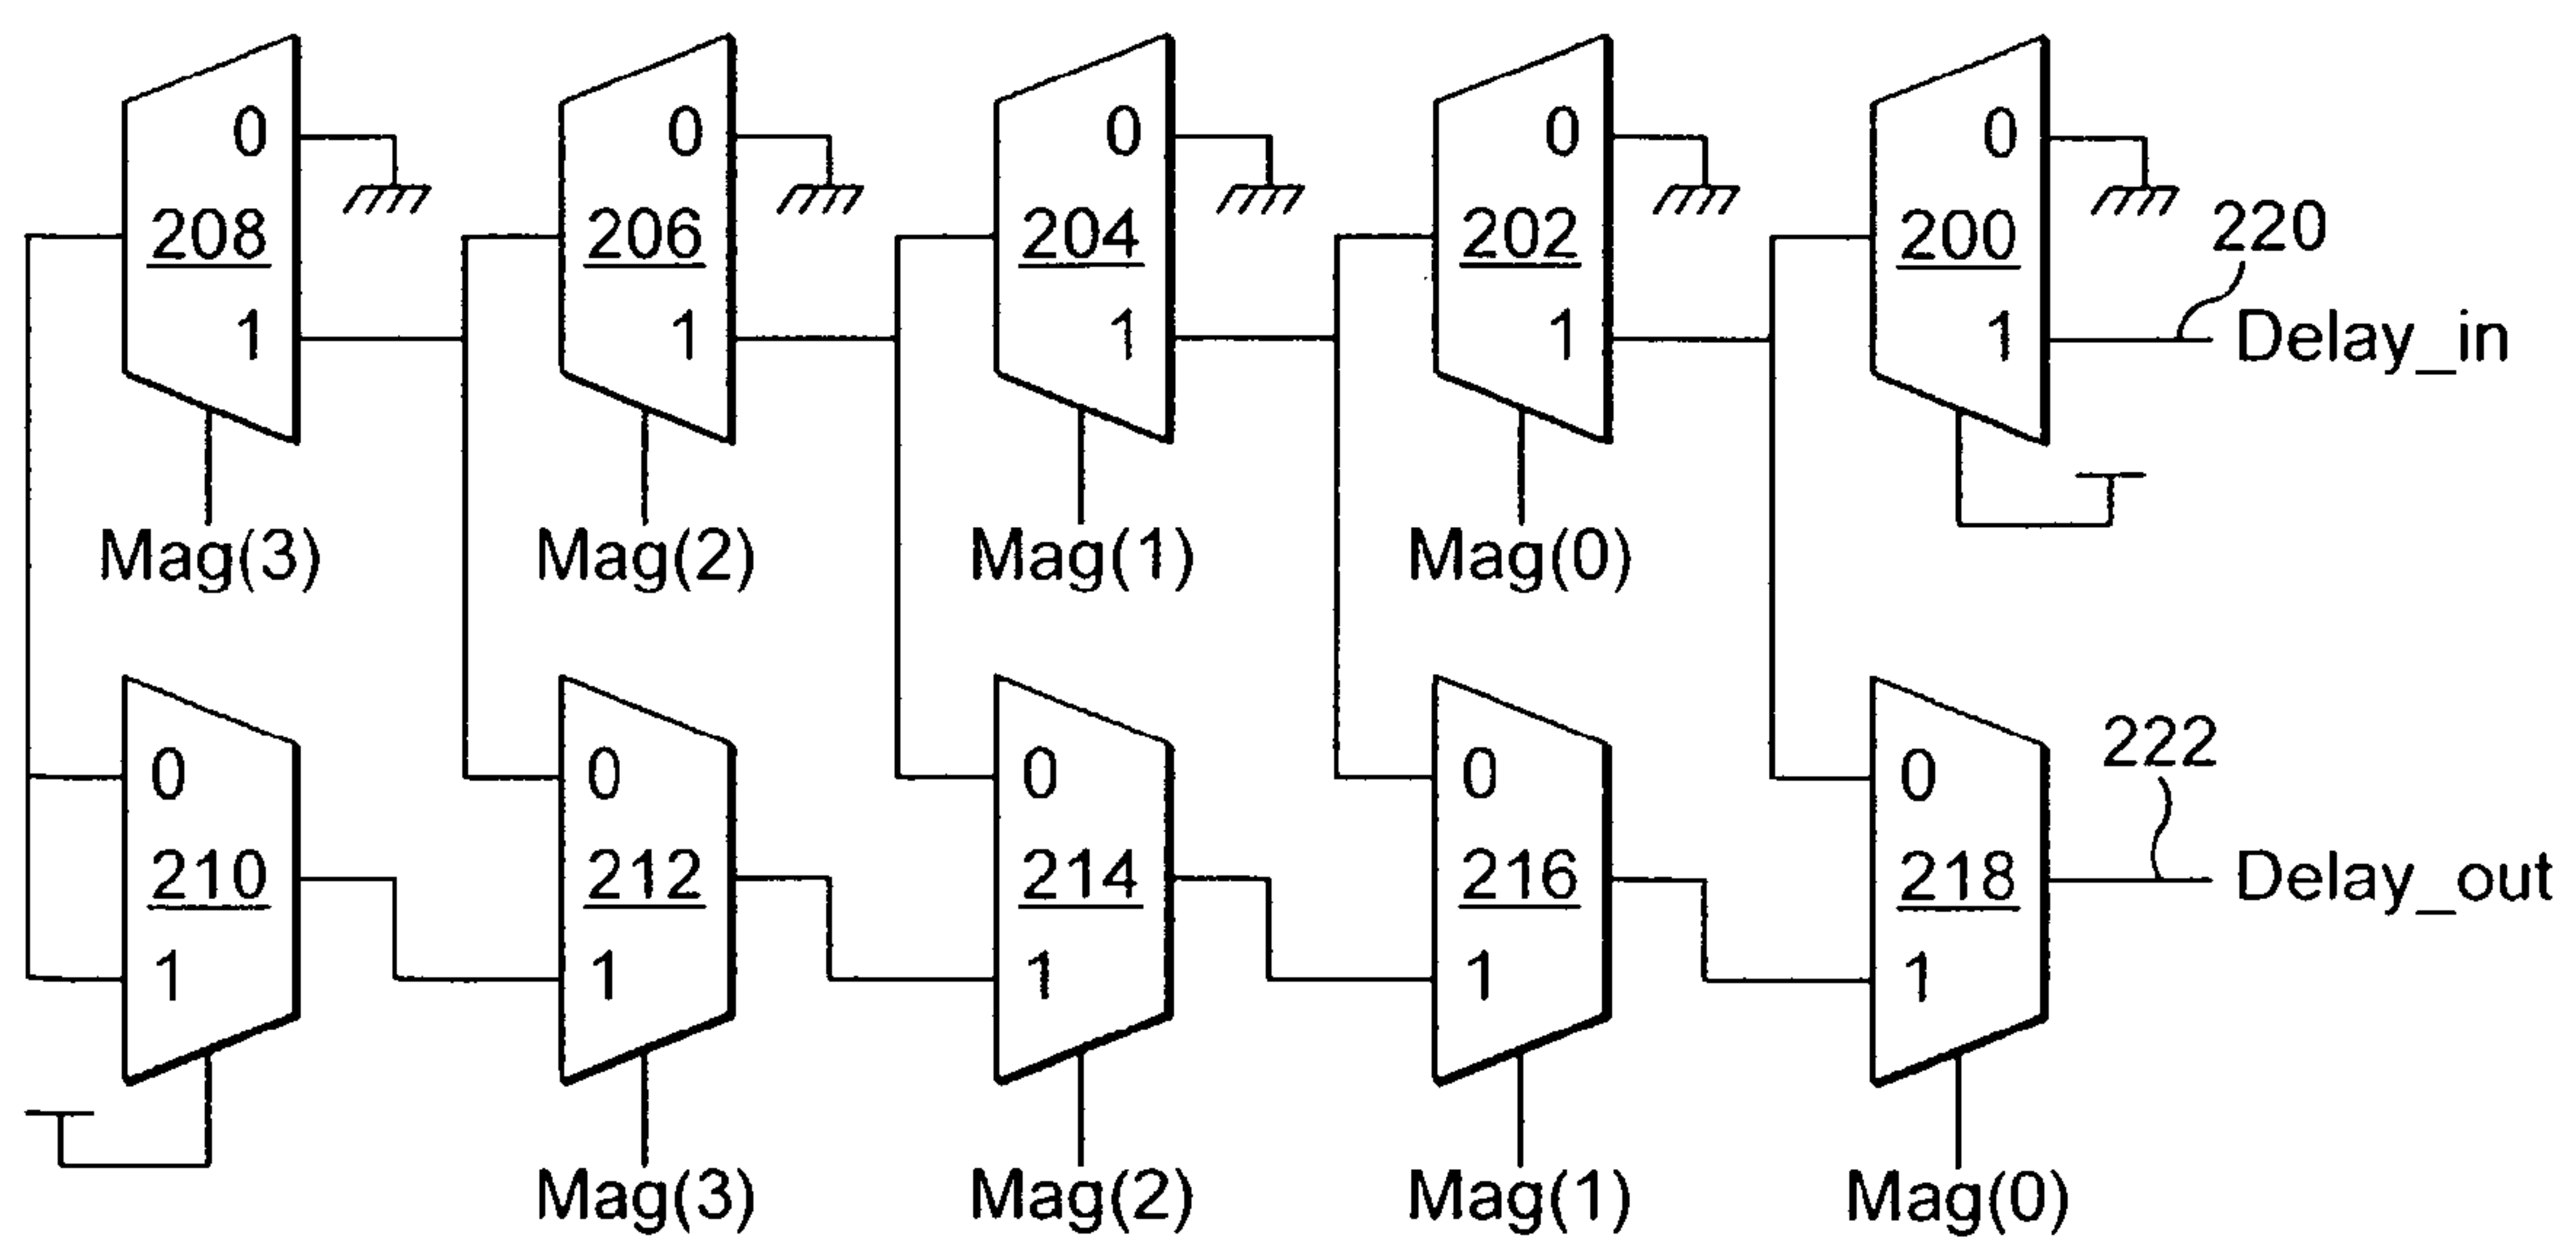 0 0 0 0 0
208 206 204 202 200 220
1 1 1 1 1 Delay_in
Mag(3) Mag(2) Mag(1) Mag(0)
0 0 0 0 0 222
210 212 214 216 218 Delay_out
1 1 1 1 1
Mag(3) Mag(2) Mag(1) Mag(0)